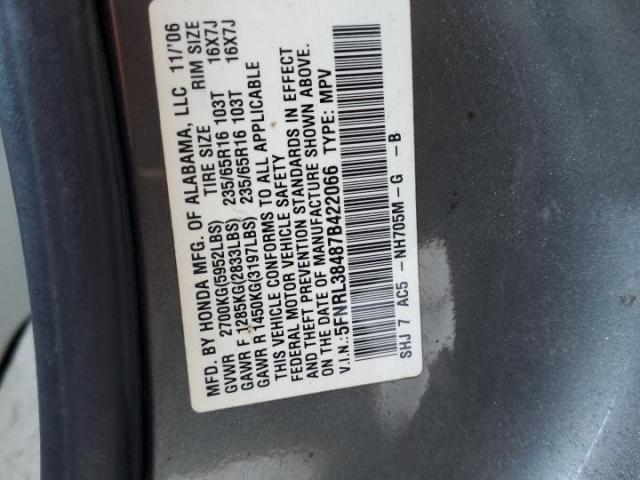 MFD. BY HONDA MFG. OF ALABAMA, LLC 11/'06
GVWR 2700KG(5952LBS) TIRE SIZE RIM SIZE
GAWR F 1285KG(2833LBS) 235/65R16 103T 16X7J
GAWR R 1450KG(3197LBS) 235/65R16 103T 16X7J
THIS VEHICLE CONFORMS TO ALL APPLICABLE
FEDERAL MOTOR VEHICLE SAFETY
AND THEFT PREVENTION STANDARDS IN EFFECT
ON THE DATE OF MANUFACTURE SHOWN ABOVE.
V.I.N.: 5FNRL38487B422066 TYPE: MPV
SHJ 7 AC5 - NH705M - G - B